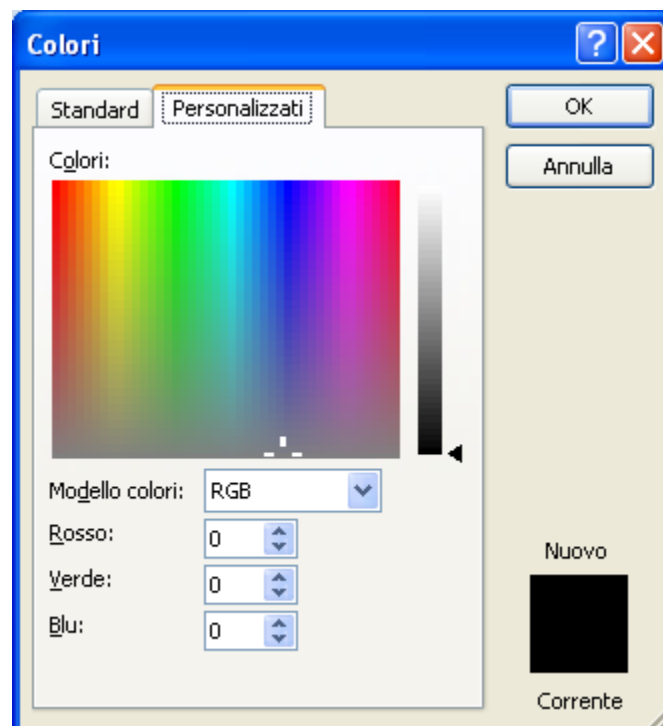 Colori
Standard Personalizzati
OK
Annulla
Colori:
Modello colori: RGB
Rosso: 0
Verde: 0
Blu: 0
Nuovo
Corrente